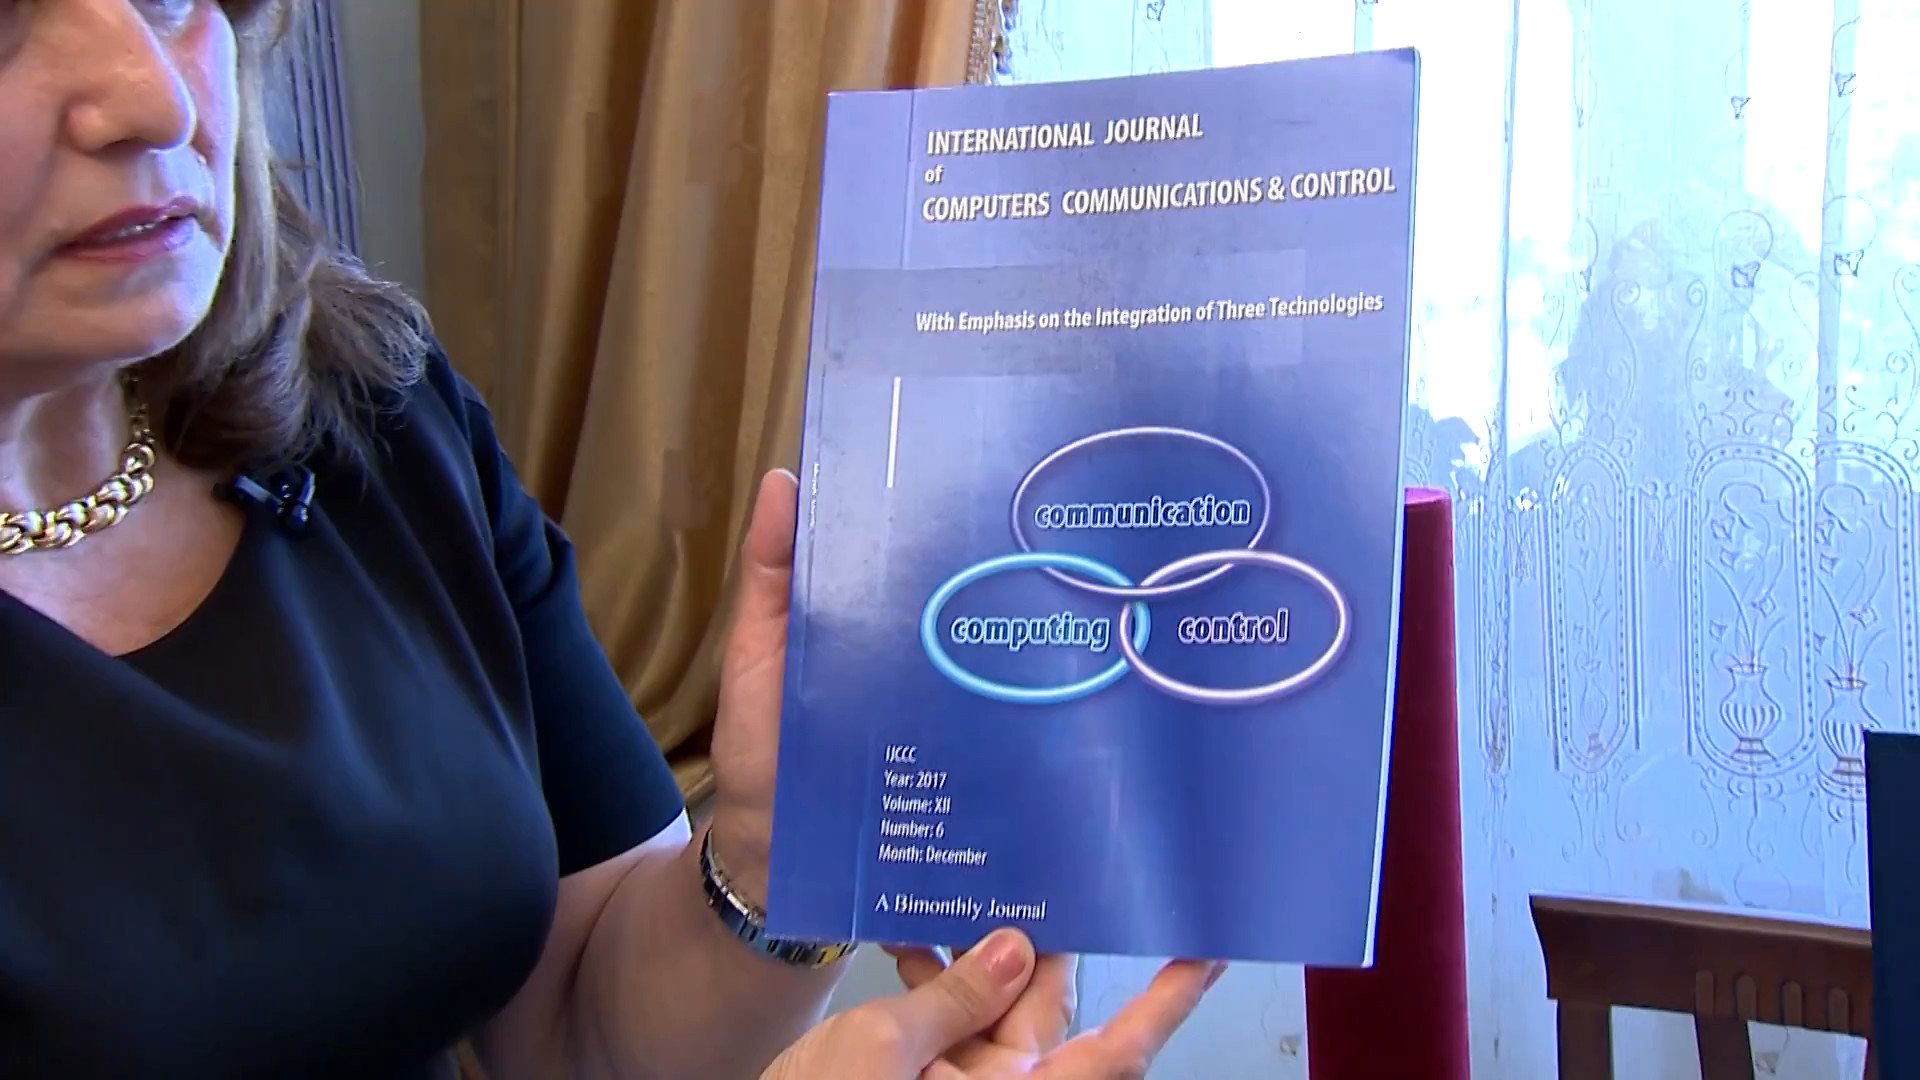 INTERNATIONAL JOURNAL
of
COMPUTERS COMMUNICATIONS & CONTROL
With Emphasis on the Integration of Three Technologies
communication
computing
control
IJCCC
Year: 2017
Volume: XII
Number: 6
Month: December
A Bimonthly Journal